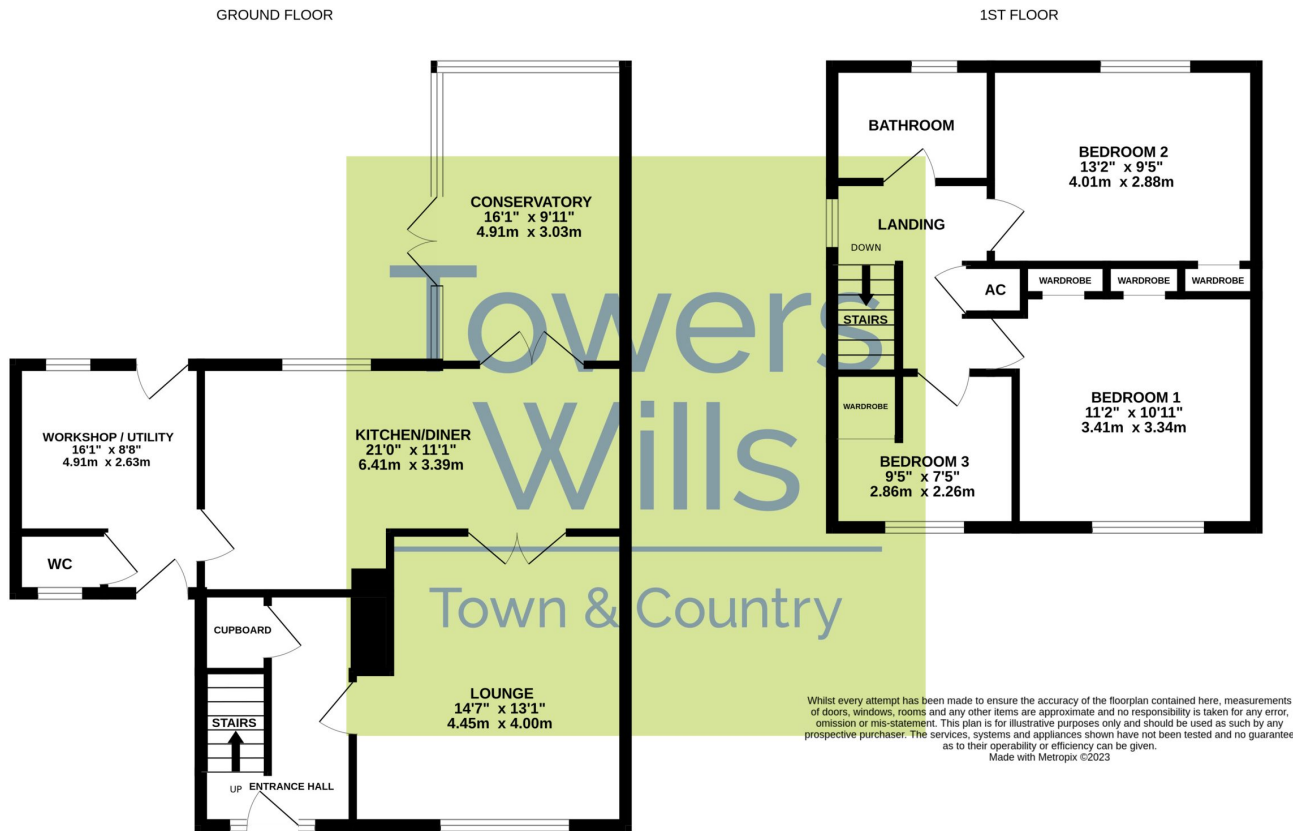 GROUND FLOOR
1ST FLOOR
CONSERVATORY
16'1" x 9'11"
4.91m x 3.03m
WORKSHOP / UTILITY
16'1" x 8'8"
4.91m x 2.63m
KITCHEN/DINER
21'0" x 11'1"
6.41m x 3.39m
WC
CUPBOARD
STAIRS
UP
ENTRANCE HALL
LOUNGE
14'7" x 13'1"
4.45m x 4.00m
Towers
Wills
Town & Country
BATHROOM
BEDROOM 2
13'2" x 9'5"
4.01m x 2.88m
LANDING
DOWN
STAIRS
AC
WARDROBE
WARDROBE
WARDROBE
WARDROBE
BEDROOM 1
11'2" x 10'11"
3.41m x 3.34m
BEDROOM 3
9'5" x 7'5"
2.86m x 2.26m
Whilst every attempt has been made to ensure the accuracy of the floorplan contained here, measurements
of doors, windows, rooms and any other items are approximate and no responsibility is taken for any error,
omission or mis-statement. This plan is for illustrative purposes only and should be used as such by any
prospective purchaser. The services, systems and appliances shown have not been tested and no guarantee
as to their operability or efficiency can be given.
Made with Metropix ©2023